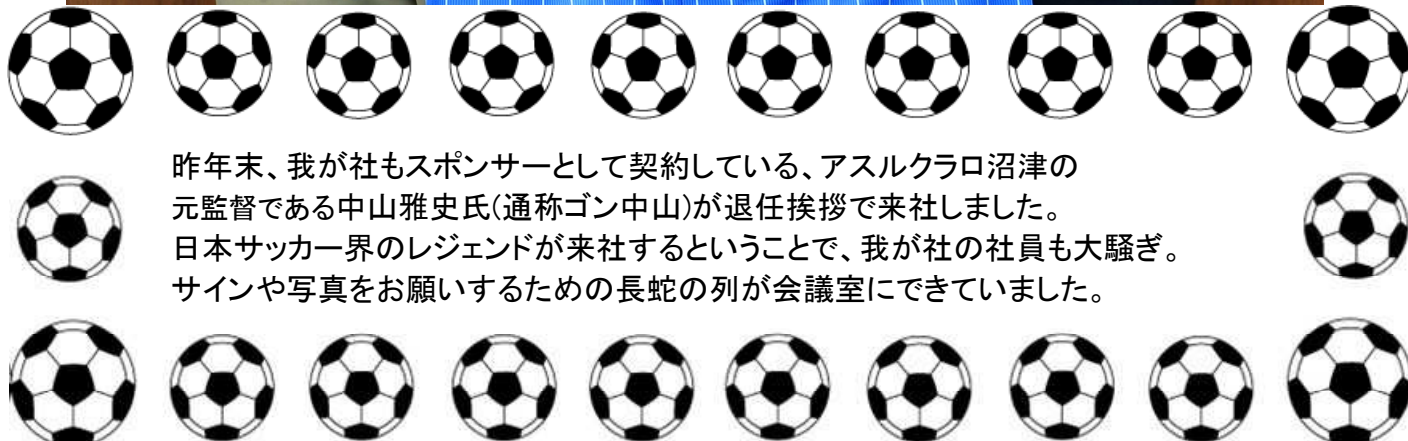 昨年末、我が社もスポンサーとして契約している、アスルクラロ沼津の
元監督である中山雅史氏(通称ゴン中山)が退任挨拶で来社しました。
日本サッカー界のレジェンドが来社するということで、我が社の社員も大騒ぎ。
サインや写真をお願いするための長蛇の列が会議室にできていました。